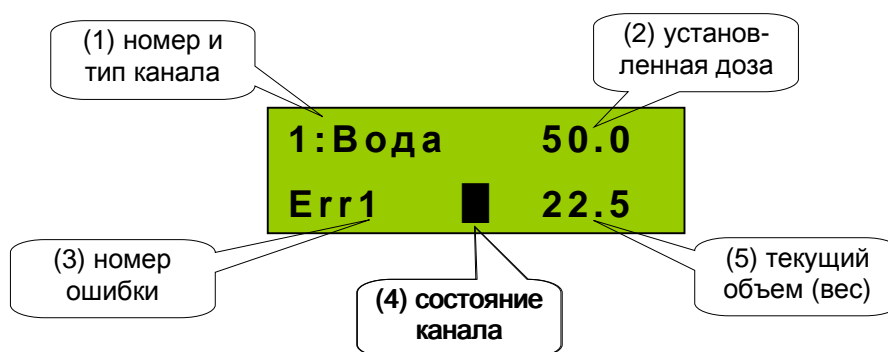 (1) номер и
тип канала
(2) установ-
ленная доза
1:Вода 50.0
Err1 22.5
(3) номер
ошибки
(4) состояние
канала
(5) текущий
объем (вес)